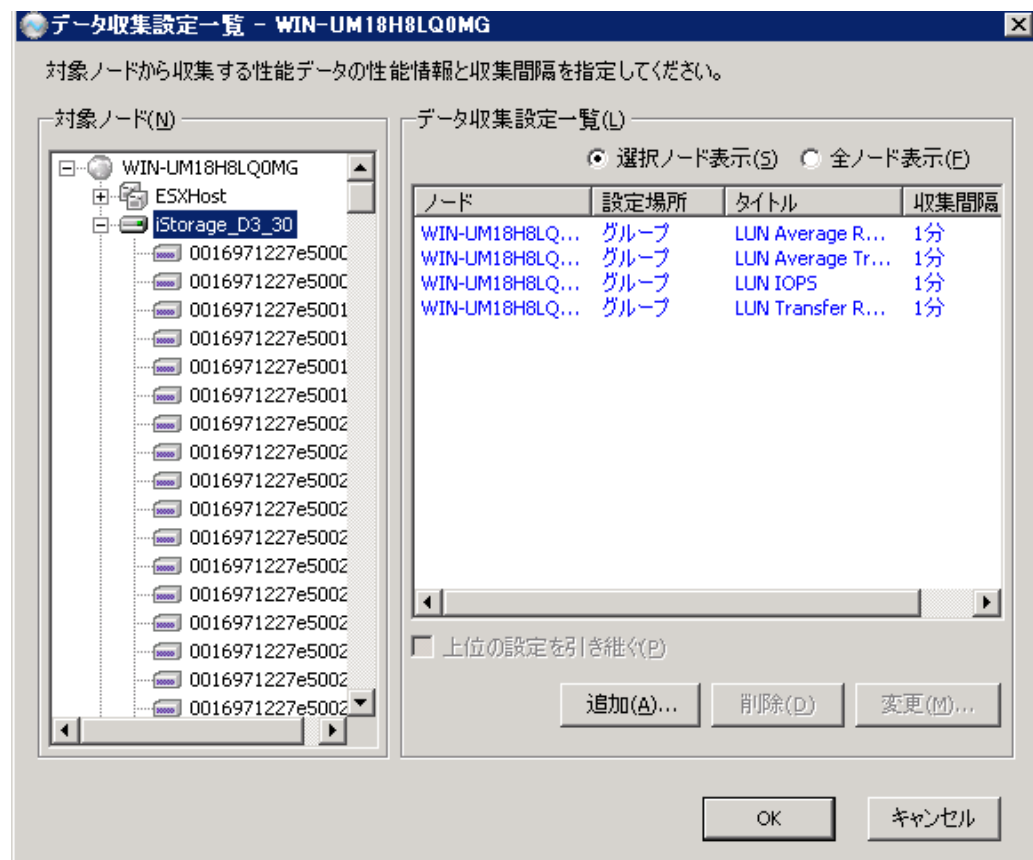 データ収集設定一覧 - WIN-UM18H8LQ0MG
対象ノードから収集する性能データの性能情報と収集間隔を指定してください。
対象ノード(N)
WIN-UM18H8LQ0MG
ESXHost
iStorage_D3_30
0016971227e5000
0016971227e5000
0016971227e5001
0016971227e5001
0016971227e5001
0016971227e5001
0016971227e5002
0016971227e5002
0016971227e5002
0016971227e5002
0016971227e5002
0016971227e5002
0016971227e5002
0016971227e5002
0016971227e5002
0016971227e5002
0016971227e5002
データ収集設定一覧(L)
選択ノード表示(S) 全ノード表示(F)
ノード 設定場所 タイトル 収集間隔
WIN-UM18H8LQ... グループ LUN Average R... 1分
WIN-UM18H8LQ... グループ LUN Average Tr... 1分
WIN-UM18H8LQ... グループ LUN IOPS 1分
WIN-UM18H8LQ... グループ LUN Transfer R... 1分
上位の設定を引き継ぐ(P)
追加(A)... 削除(D) 変更(M)...
OK キャンセル